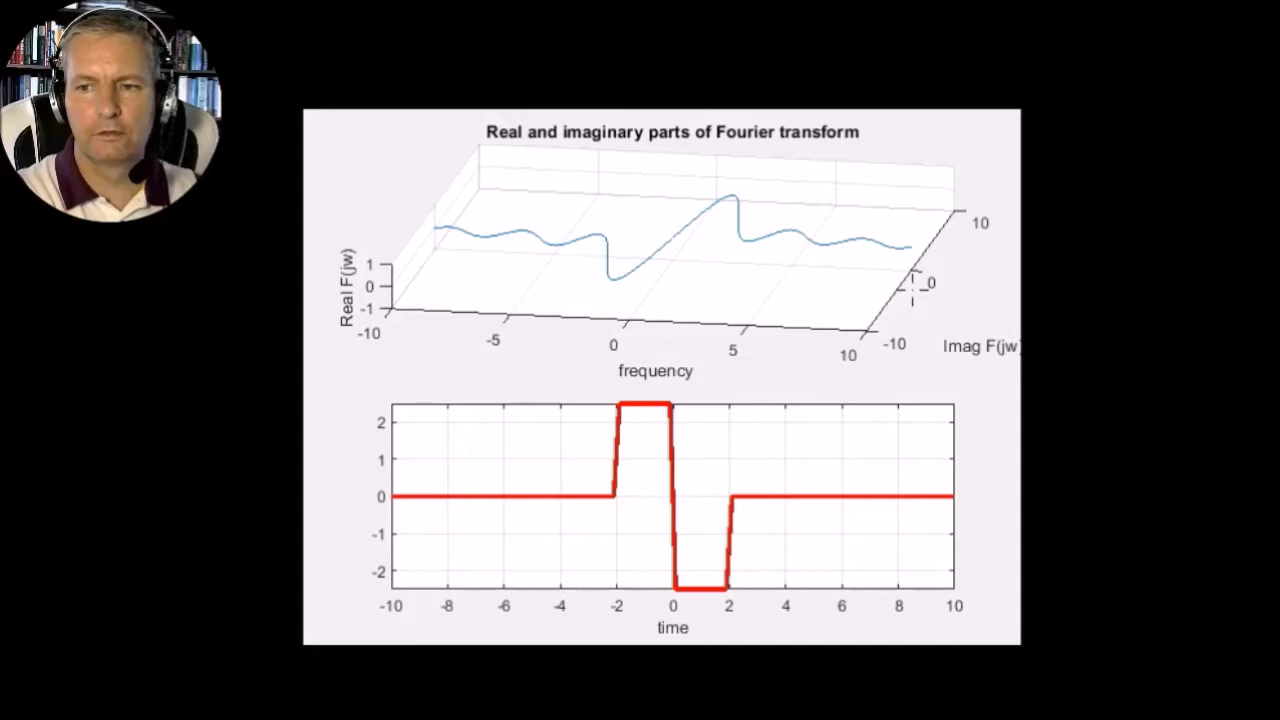 Real and imaginary parts of Fourier transform
Real F(jw)
1
0
-1
-10
-5
0
5
10
frequency
10
0
-10
Imag F(jw)
2
1
0
-1
-2
-10 -8 -6 -4 -2 0 2 4 6 8 10
time